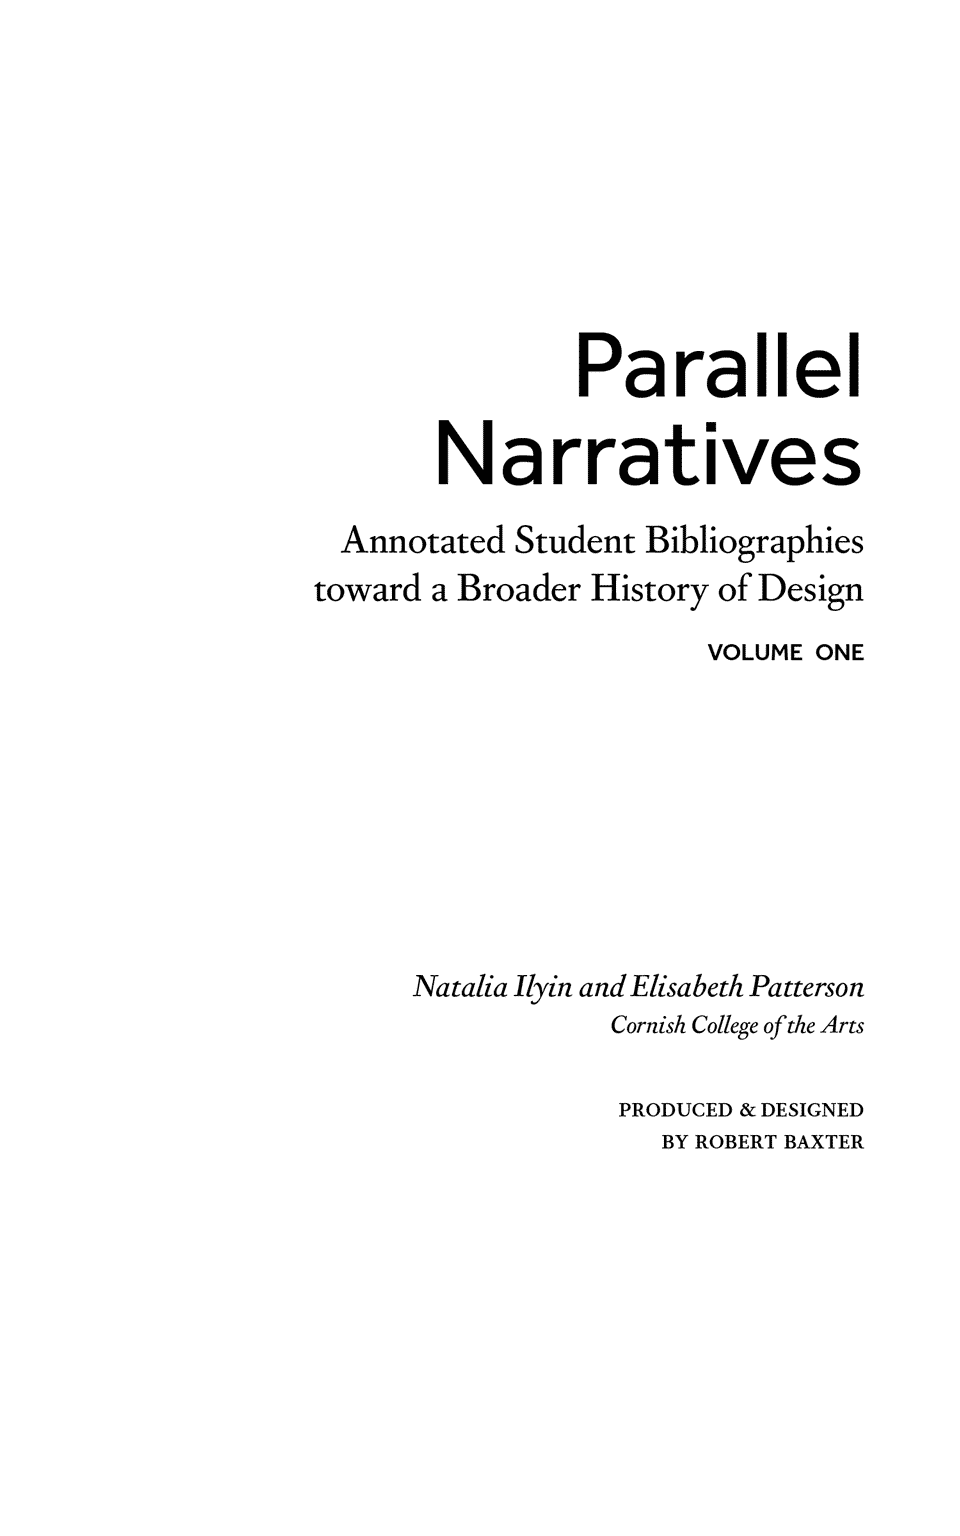 Parallel
Narratives
Annotated Student Bibliographies
toward a Broader History of Design
VOLUME ONE
Natalia Ilyin and Elisabeth Patterson
Cornish College of the Arts
PRODUCED & DESIGNED
BY ROBERT BAXTER